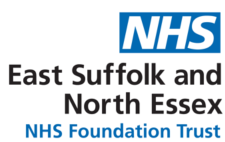 NHS
East Suffolk and
North Essex
NHS Foundation Trust